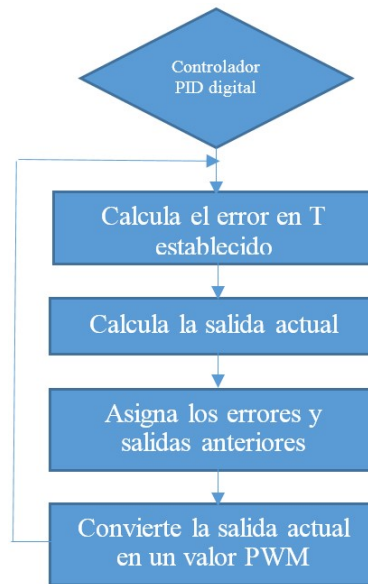 Controlador
PID digital
Calcula el error en T
establecido
Calcula la salida actual
Asigna los errores y
salidas anteriores
Convierte la salida actual
en un valor PWM